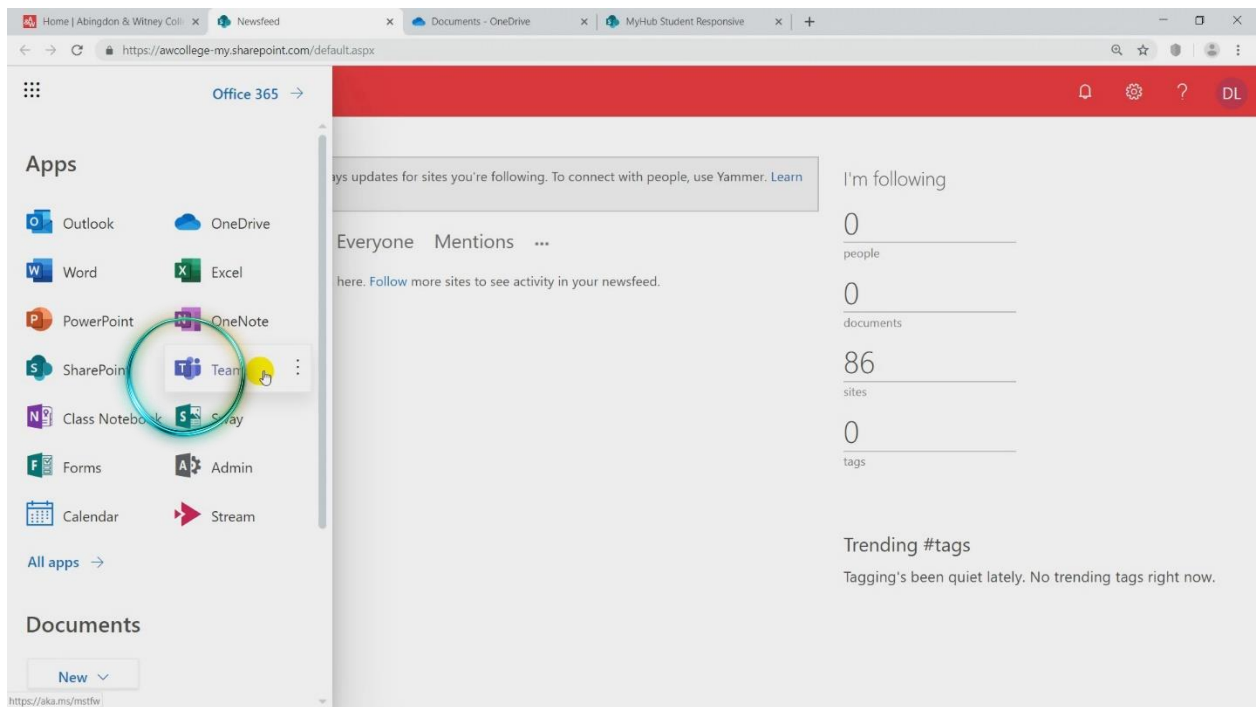 Home | Abingdon & Witney Coll
Newsfeed
Documents - OneDrive
MyHub Student Responsive
https://awcollege-my.sharepoint.com/default.aspx
Office 365 →
DL
Apps
ays updates for sites you're following. To connect with people, use Yammer. Learn
I'm following
Outlook
OneDrive
0
people
Everyone Mentions ...
Word
Excel
here. Follow more sites to see activity in your newsfeed.
0
documents
PowerPoint
OneNote
SharePoint
Team
86
sites
Class Notebook
Sway
0
tags
Forms
Admin
Calendar
Stream
All apps →
Trending #tags
Tagging's been quiet lately. No trending tags right now.
Documents
New
https://aka.ms/mstfw